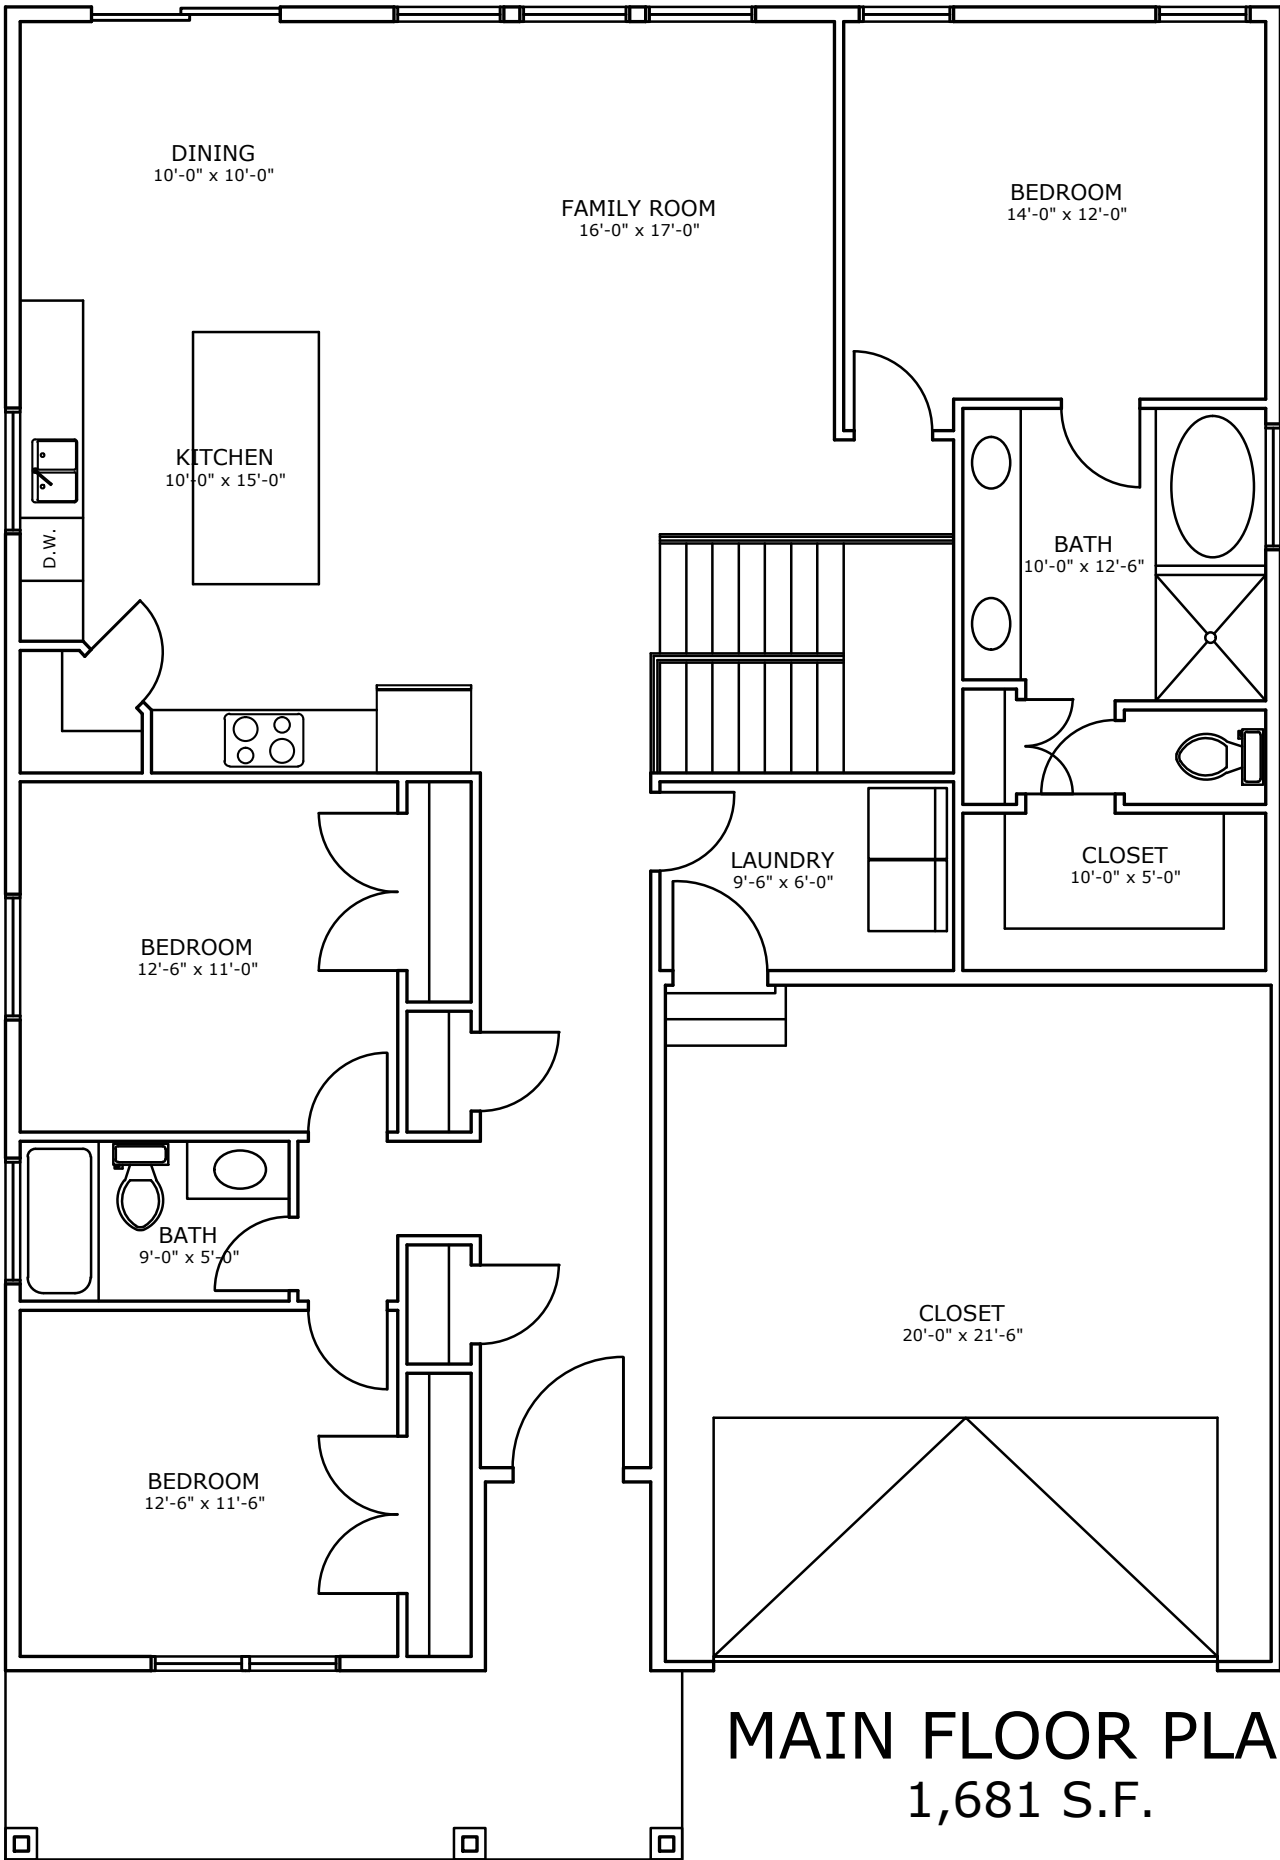 DINING
10'-0" x 10'-0"
FAMILY ROOM
16'-0" x 17'-0"
BEDROOM
14'-0" x 12'-0"
KITCHEN
10'-0" x 15'-0"
D.W.
BATH
10'-0" x 12'-6"
LAUNDRY
9'-6" x 6'-0"
CLOSET
10'-0" x 5'-0"
BEDROOM
12'-6" x 11'-0"
BATH
9'-0" x 5'-0"
CLOSET
20'-0" x 21'-6"
BEDROOM
12'-6" x 11'-6"
MAIN FLOOR PLA
1,681 S.F.